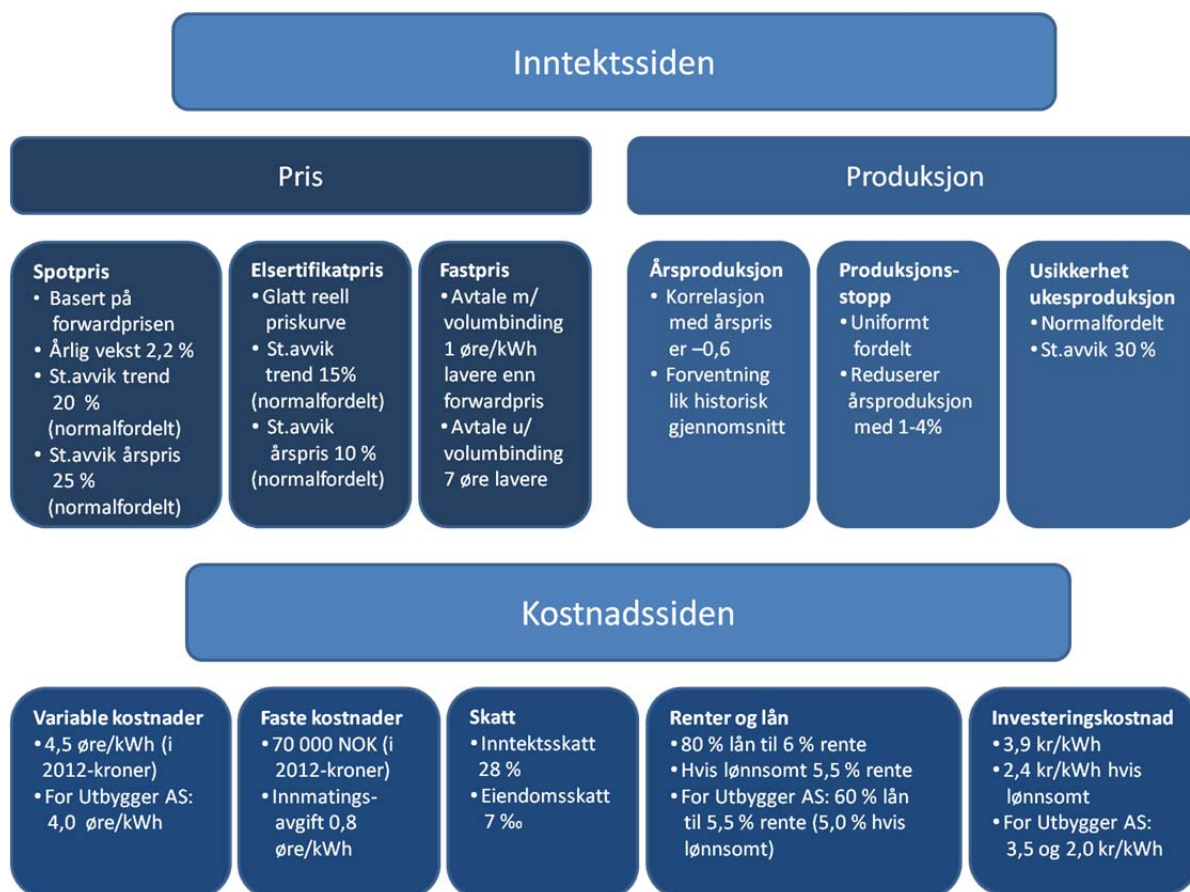 Inntektssiden
Pris
Produksjon
Spotpris
• Basert på
forwardprisen
• Årlig vekst 2,2 %
• St.avvik trend
20 %
(normalfordelt)
• St.avvik årspris
25 %
(normalfordelt)
Elsertifikatpris
• Glatt reell
priskurve
• St.avvik
trend 15%
(normalfordelt)
• St.avvik
årspris 10 %
(normalfordelt)
Fastpris
• Avtale m/
volumbinding
1 øre/kWh
lavere enn
forwardpris
• Avtale u/
volumbinding
7 øre lavere
Årsproduksjon
• Korrelasjon
med årspris
er –0,6
• Forventning
lik historisk
gjennomsnitt
Produksjons-
stopp
• Uniformt
fordelt
• Reduserer
årsproduksjon
med 1-4%
Usikkerhet
ukesproduksjon
• Normalfordelt
• St.avvik 30 %
Kostnadssiden
Variable kostnader
• 4,5 øre/kWh (i
2012-kroner)
• For Utbygger AS:
4,0 øre/kWh
Faste kostnader
• 70 000 NOK (i
2012-kroner)
• Innmatings-
avgift 0,8
øre/kWh
Skatt
• Inntektsskatt
28 %
• Eiendomsskatt
7 ‰
Renter og lån
• 80 % lån til 6 % rente
• Hvis lønnsomt 5,5 % rente
• For Utbygger AS: 60 % lån
til 5,5 % rente (5,0 % hvis
lønnsomt)
Investeringskostnad
• 3,9 kr/kWh
• 2,4 kr/kWh hvis
lønnsomt
• For Utbygger AS:
3,5 og 2,0 kr/kWh